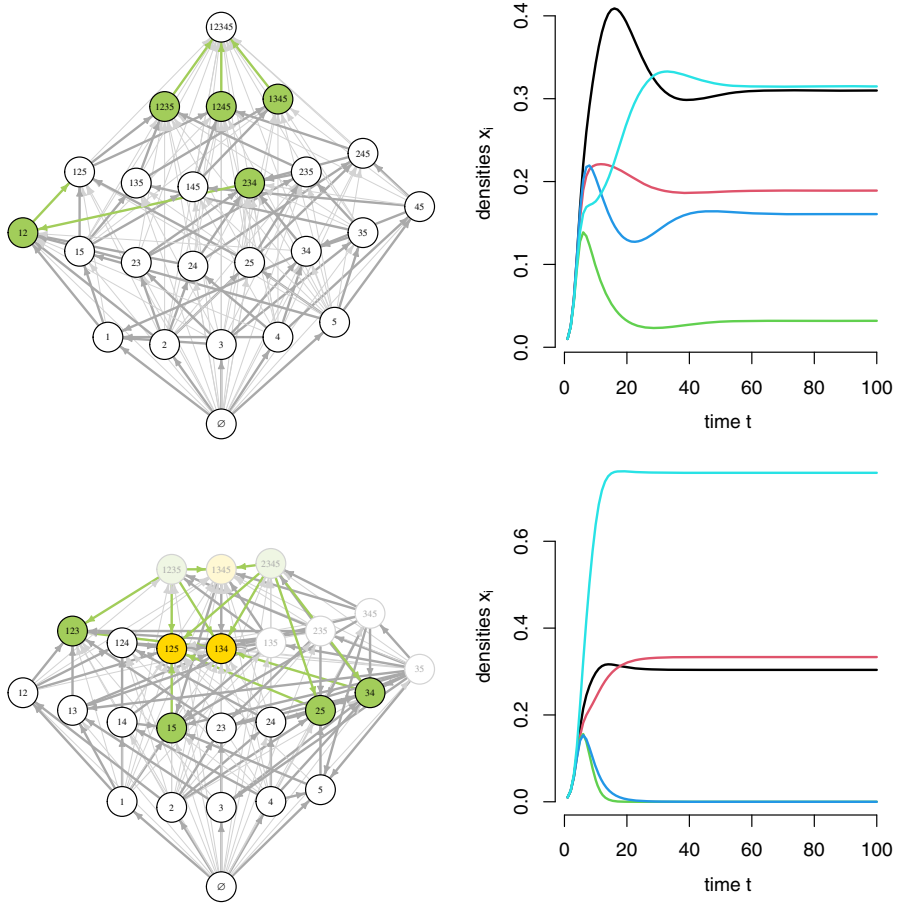 12345
1235 1245 1345
125 135 145 234 235 245
12 15 23 24 25 34 35 45
1 2 3 4 5
∅
densities xᵢ
0.0 0.1 0.2 0.3 0.4
0 20 40 60 80 100
time t
1235 1345 2345
123 124 125 134 135 235 345
12 13 14 15 23 24 25 34 35
1 2 3 4 5
∅
densities xᵢ
0.0 0.2 0.4 0.6
0 20 40 60 80 100
time t